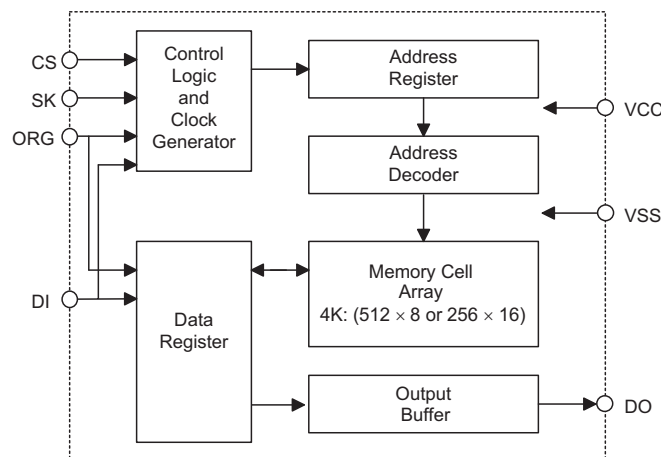 CS
SK
ORG
DI
Control
Logic
and
Clock
Generator
Address
Register
VCC
Address
Decoder
VSS
Data
Register
Memory Cell
Array
4K: (512 × 8 or 256 × 16)
Output
Buffer
DO